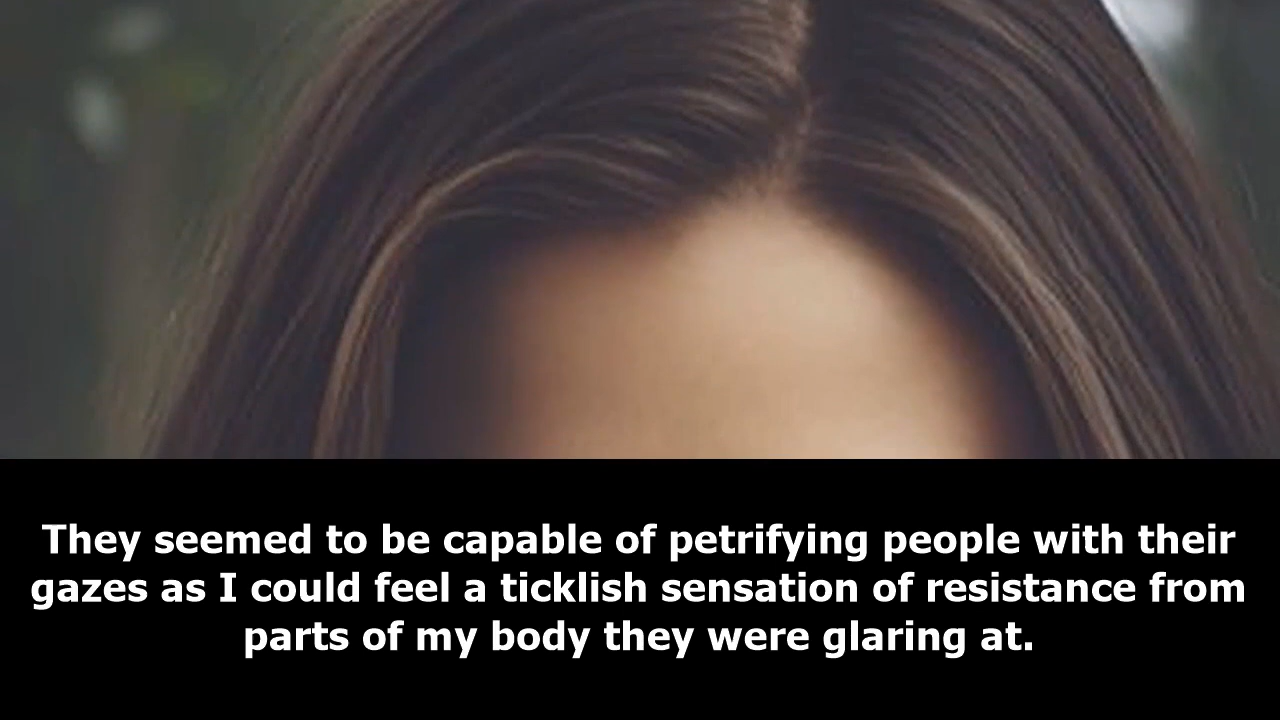 They seemed to be capable of petrifying people with their
gazes as I could feel a ticklish sensation of resistance from
parts of my body they were glaring at.